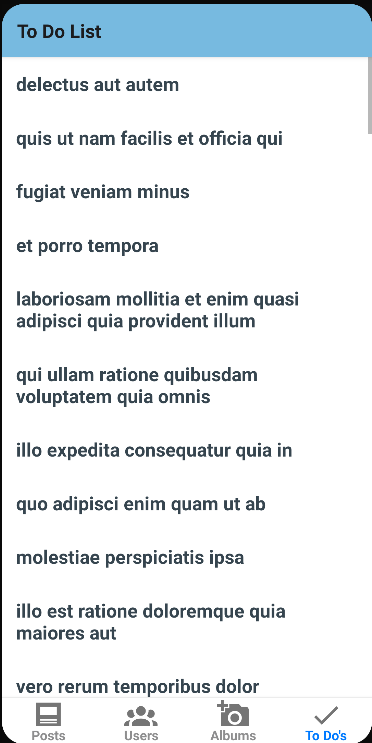 To Do List
delectus aut autem
quis ut nam facilis et officia qui
fugiat veniam minus
et porro tempora
laboriosam mollitia et enim quasi
adipisci quia provident illum
qui ullam ratione quibusdam
voluptatem quia omnis
illo expedita consequatur quia in
quo adipisci enim quam ut ab
molestiae perspiciatis ipsa
illo est ratione doloremque quia
maiores aut
vero rerum temporibus dolor
Posts
Users
Albums
To Do's